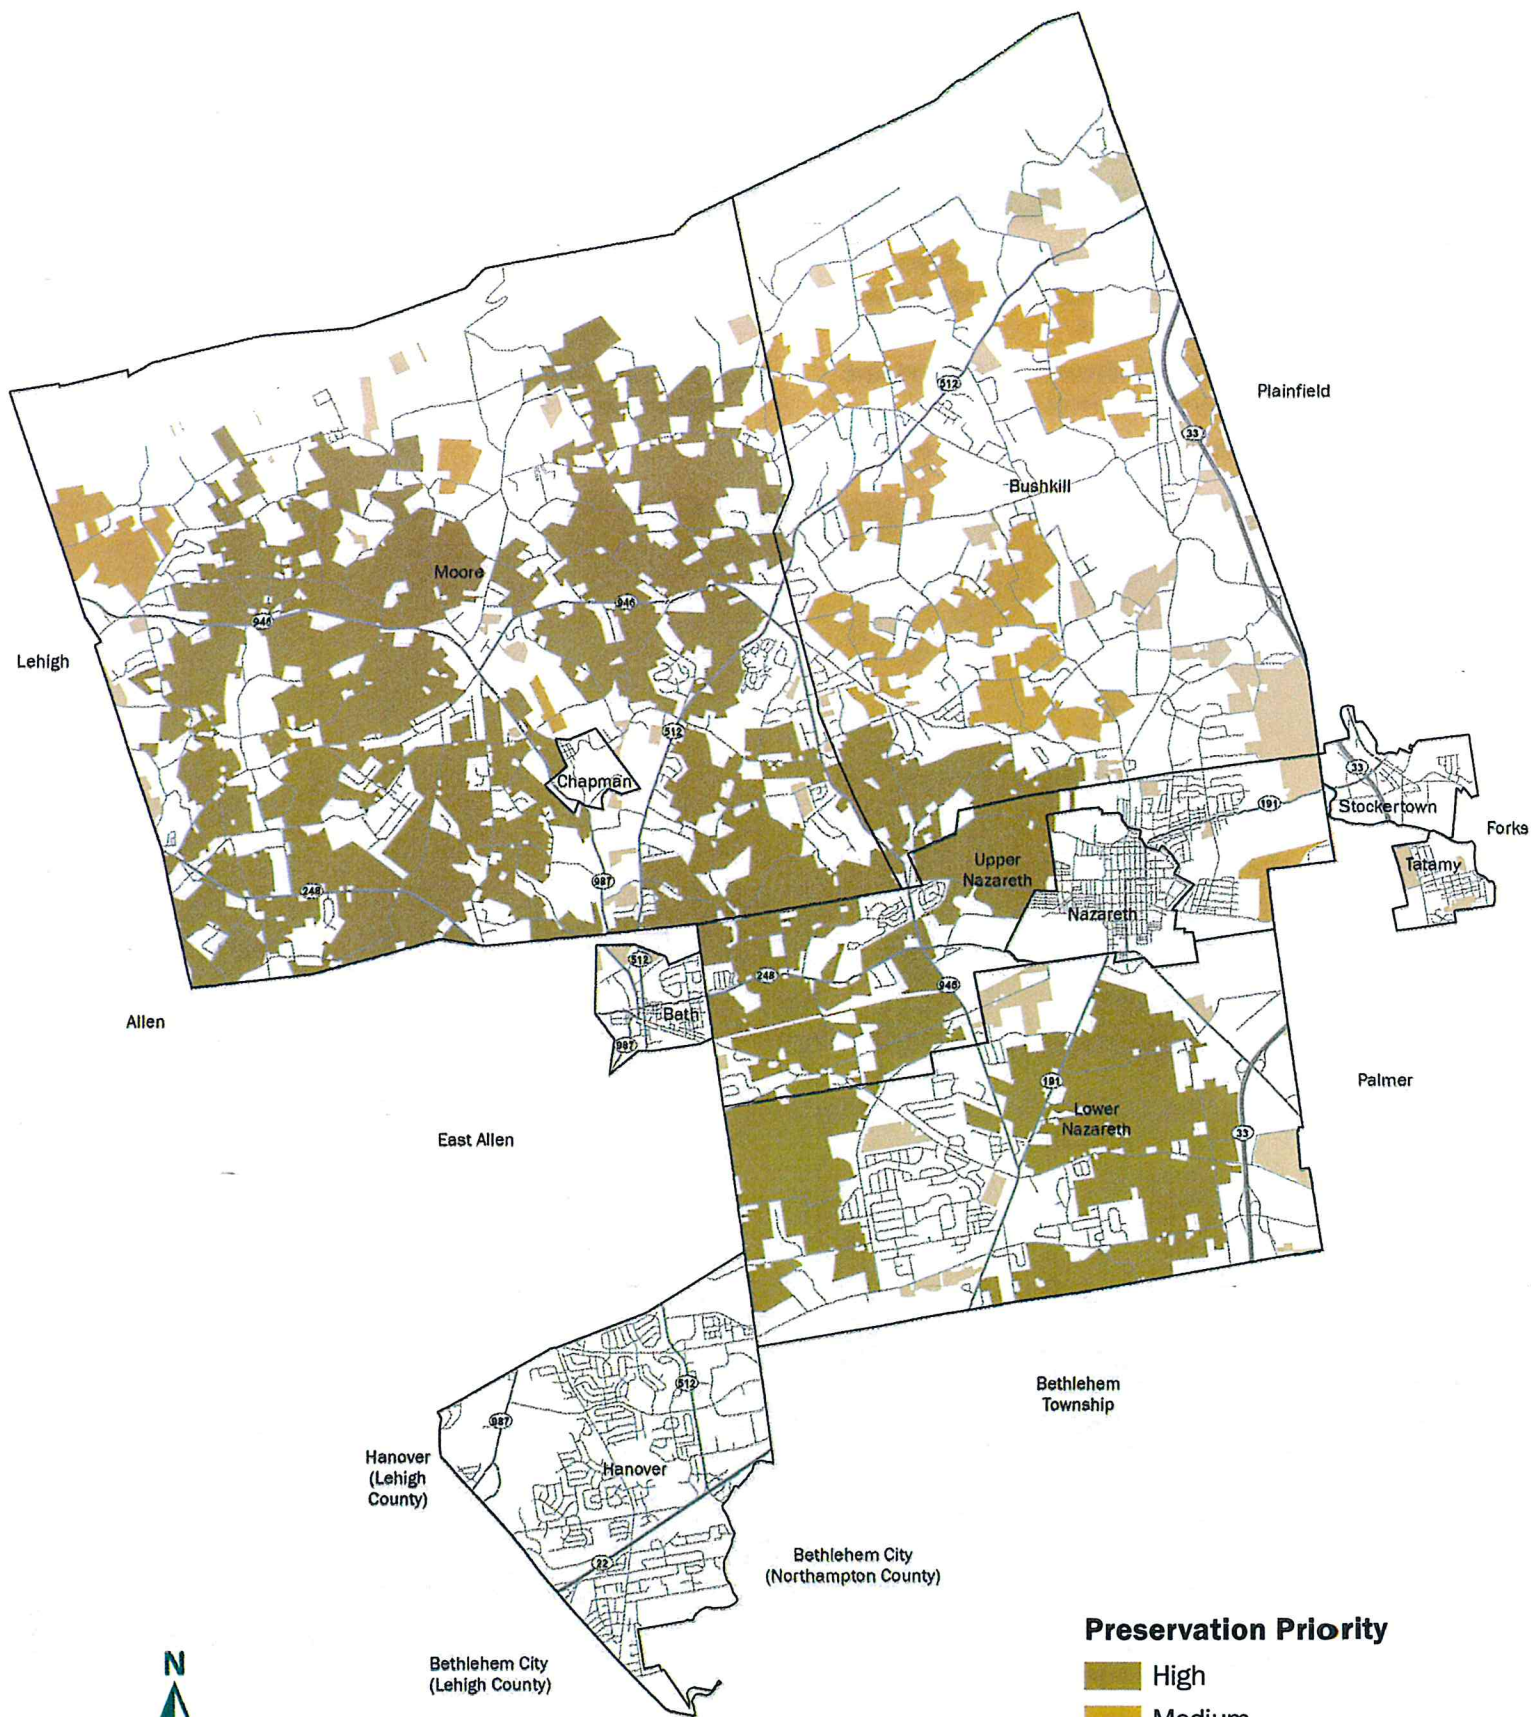 512
Plainfield
33
Bushkill
Moore
946
946
Lehigh
512
Chapman
33
Stockertown
191
Forks
Upper
Nazareth
Tatamy
987
248
Nazareth
512
248
946
Bath
Allen
987
191
Palmer
Lower
Nazareth
33
East Allen
512
Bethlehem
Township
987
Hanover
(Lehigh
County)
Hanover
22
Bethlehem City
(Northampton County)
Preservation Priority
N
Bethlehem City
(Lehigh County)
High
Medium